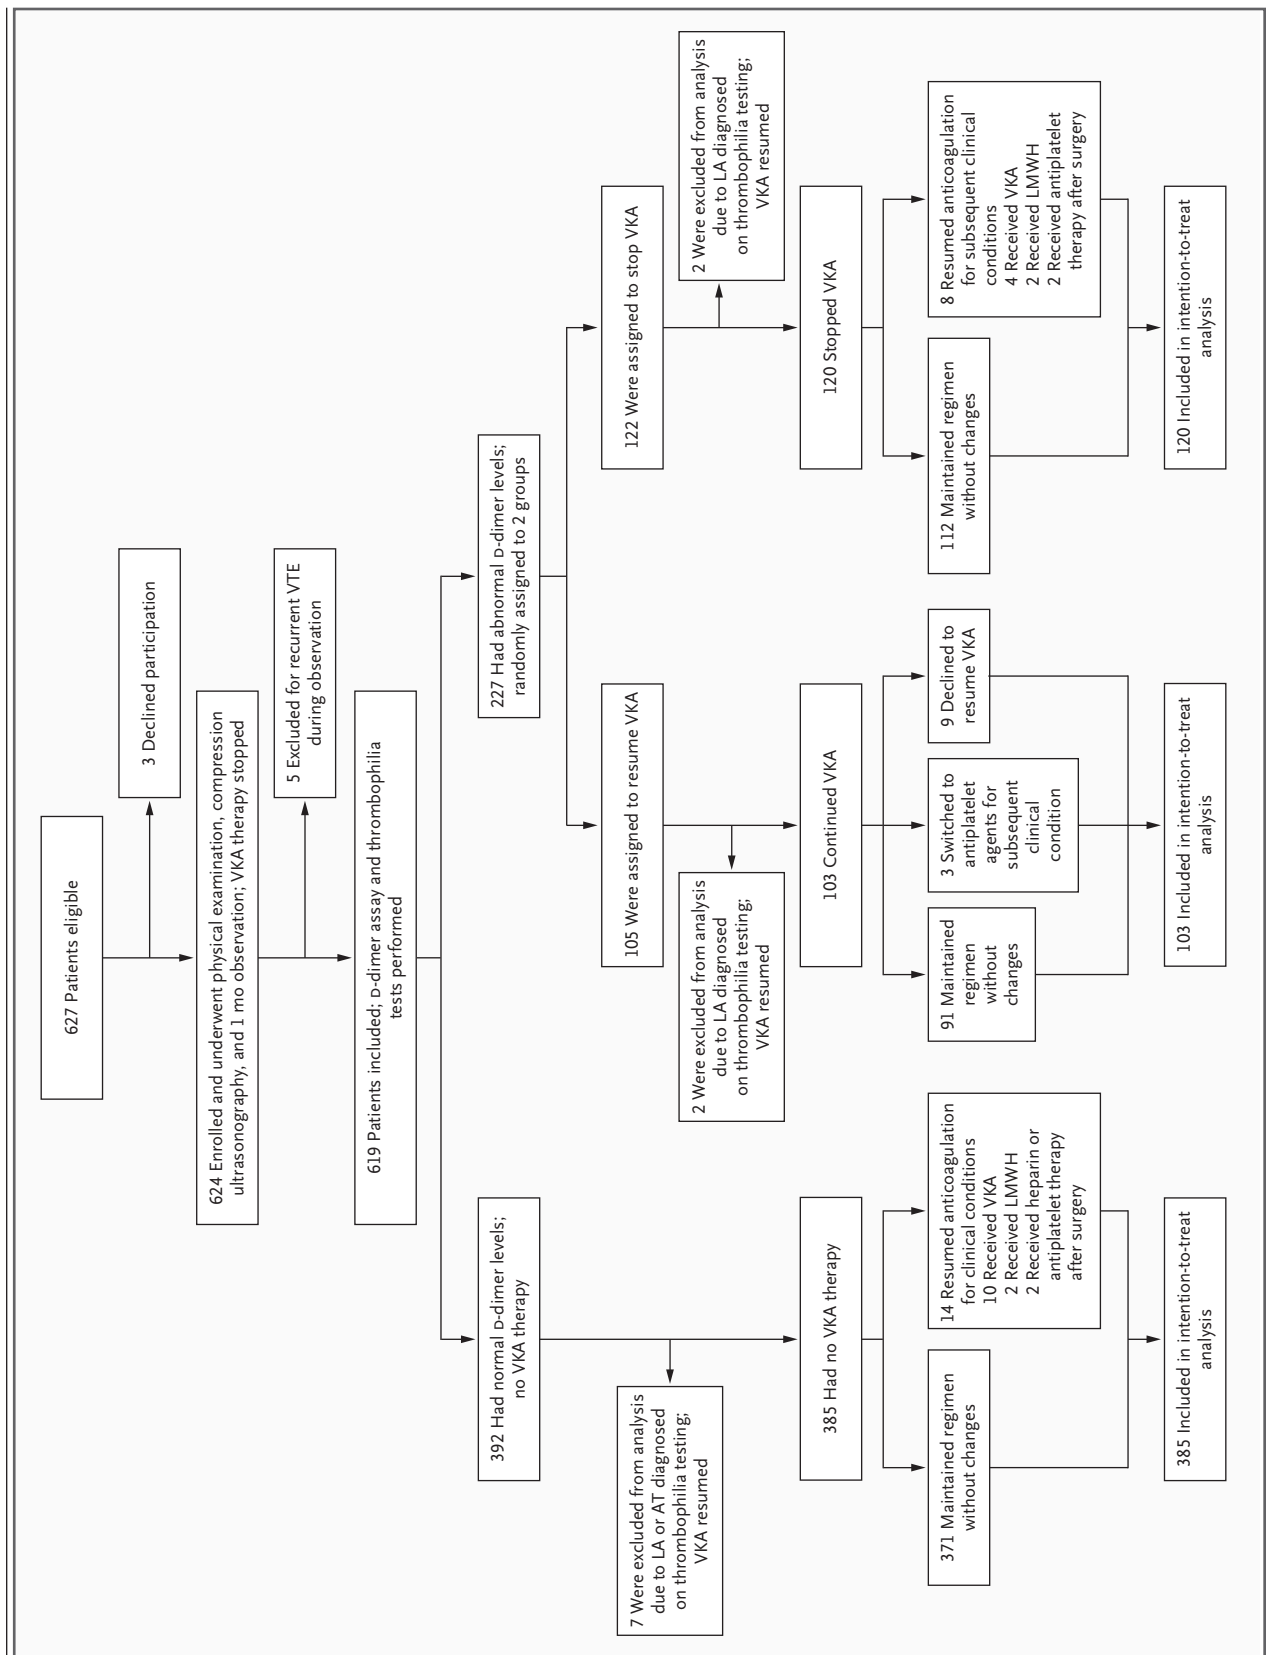 627 Patients eligible
3 Declined participation
624 Enrolled and underwent physical examination, compression
ultrasonography, and 1 mo observation; VKA therapy stopped
5 Excluded for recurrent VTE
during observation
619 Patients included; D-dimer assay and thrombophilia
tests performed
392 Had normal D-dimer levels;
no VKA therapy
227 Had abnormal D-dimer levels;
randomly assigned to 2 groups
105 Were assigned to resume VKA
122 Were assigned to stop VKA
7 Were excluded from analysis
due to LA or AT diagnosed
on thrombophilia testing;
VKA resumed
2 Were excluded from analysis
due to LA diagnosed
on thrombophilia testing;
VKA resumed
2 Were excluded from analysis
due to LA diagnosed
on thrombophilia testing;
VKA resumed
385 Had no VKA therapy
103 Continued VKA
120 Stopped VKA
371 Maintained regimen
without changes
14 Resumed anticoagulation
for clinical conditions
10 Received VKA
2 Received LMWH
2 Received heparin or
antiplatelet therapy
after surgery
91 Maintained
regimen
without
changes
3 Switched to
antiplatelet
agents for
subsequent
clinical
condition
9 Declined to
resume VKA
112 Maintained regimen
without changes
8 Resumed anticoagulation
for subsequent clinical
conditions
4 Received VKA
2 Received LMWH
2 Received antiplatelet
therapy after surgery
385 Included in intention-to-treat
analysis
103 Included in intention-to-treat
analysis
120 Included in intention-to-treat
analysis